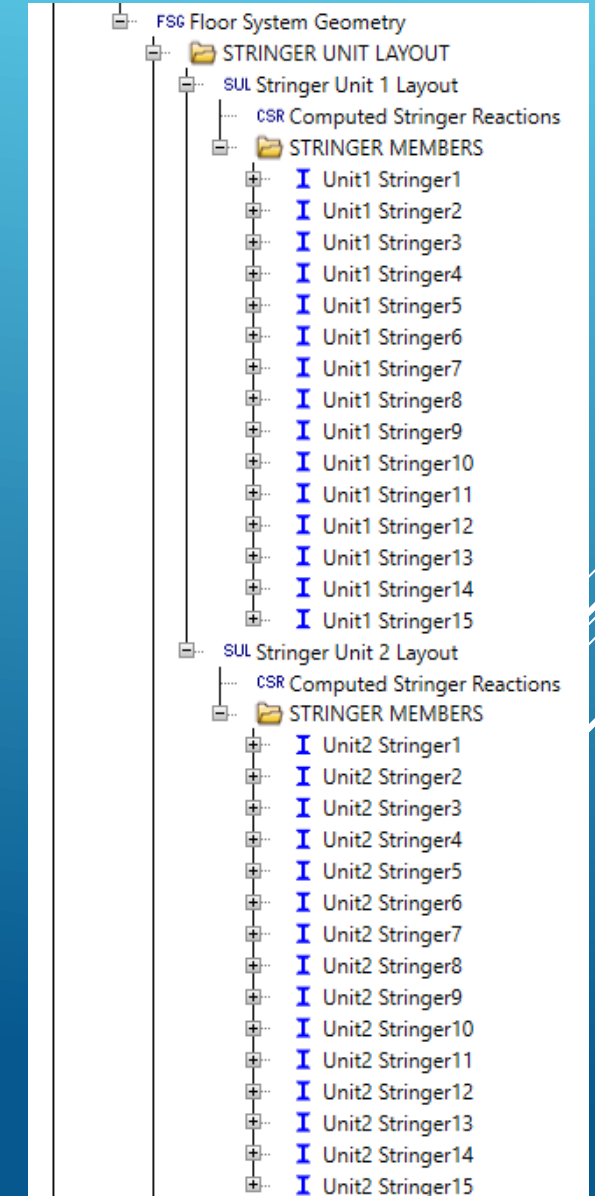 FSG Floor System Geometry
STRINGER UNIT LAYOUT
SUL Stringer Unit 1 Layout
CSR Computed Stringer Reactions
STRINGER MEMBERS
Unit1 Stringer1
Unit1 Stringer2
Unit1 Stringer3
Unit1 Stringer4
Unit1 Stringer5
Unit1 Stringer6
Unit1 Stringer7
Unit1 Stringer8
Unit1 Stringer9
Unit1 Stringer10
Unit1 Stringer11
Unit1 Stringer12
Unit1 Stringer13
Unit1 Stringer14
Unit1 Stringer15
SUL Stringer Unit 2 Layout
CSR Computed Stringer Reactions
STRINGER MEMBERS
Unit2 Stringer1
Unit2 Stringer2
Unit2 Stringer3
Unit2 Stringer4
Unit2 Stringer5
Unit2 Stringer6
Unit2 Stringer7
Unit2 Stringer8
Unit2 Stringer9
Unit2 Stringer10
Unit2 Stringer11
Unit2 Stringer12
Unit2 Stringer13
Unit2 Stringer14
Unit2 Stringer15